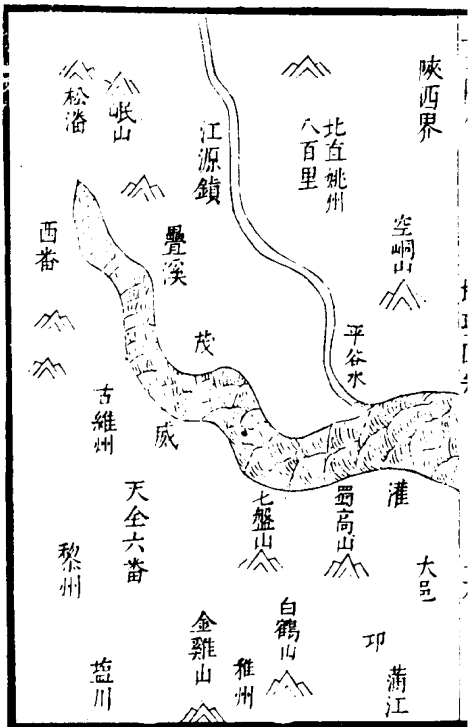 陝西界
北直姚州
八百里
空峒山
江源鎮
岷山
松潘
疊溪
西番
平谷水
茂
威
古維州
灌
蜀高山
七盤山
天全六番
黎州
大邑
白鶴山
金雞山
雅州
塩川
邛
蒲江